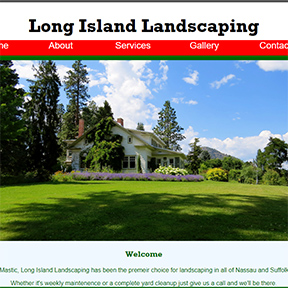 Long Island Landscaping
me About Services Gallery Contac
Welcome
Mastic, Long Island Landscaping has been the premeir choice for landscaping in all of Nassau and Suffolk
Whether it's weekly maintenence or a complete yard cleanup just give us a call and we'll be there.